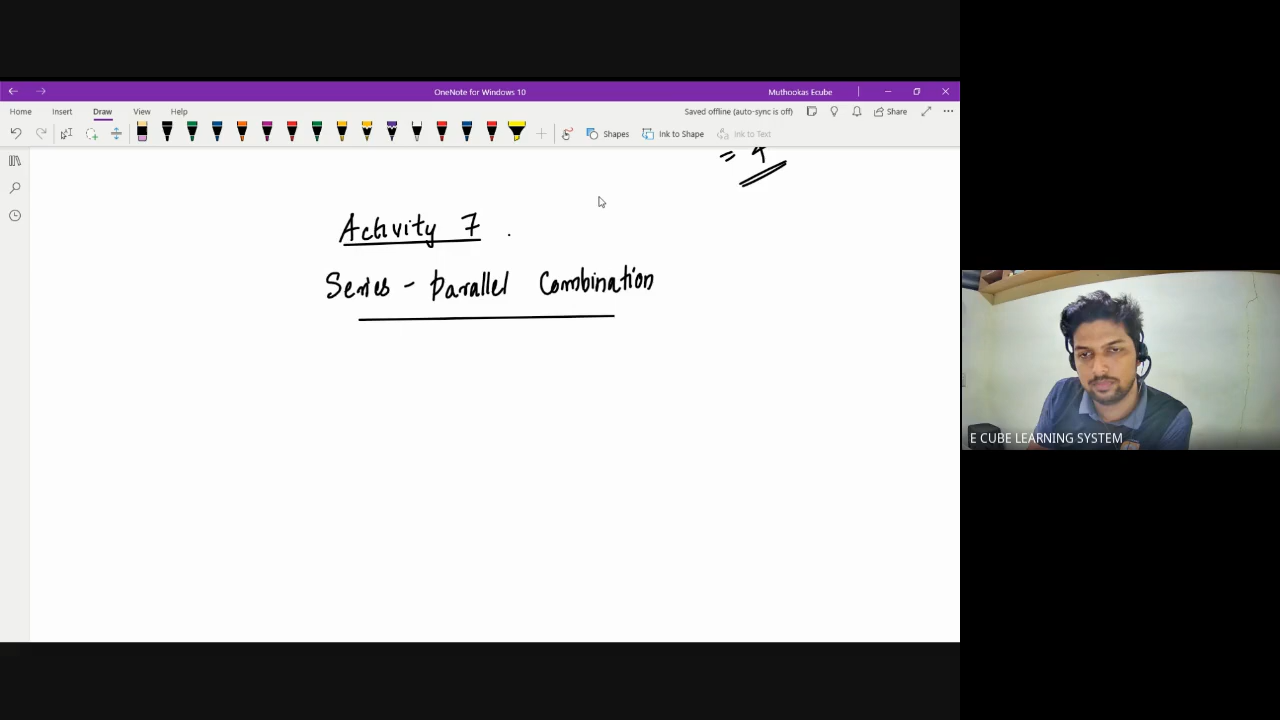 OneNote for Windows 10
Muthookas Ecube
Home Insert Draw View Help
Saved offline (auto-sync is off)
Share
Shapes
Ink to Shape
Ink to Text
= 4
Activity 7 .
Series - Parallel Combination
E CUBE LEARNING SYSTEM